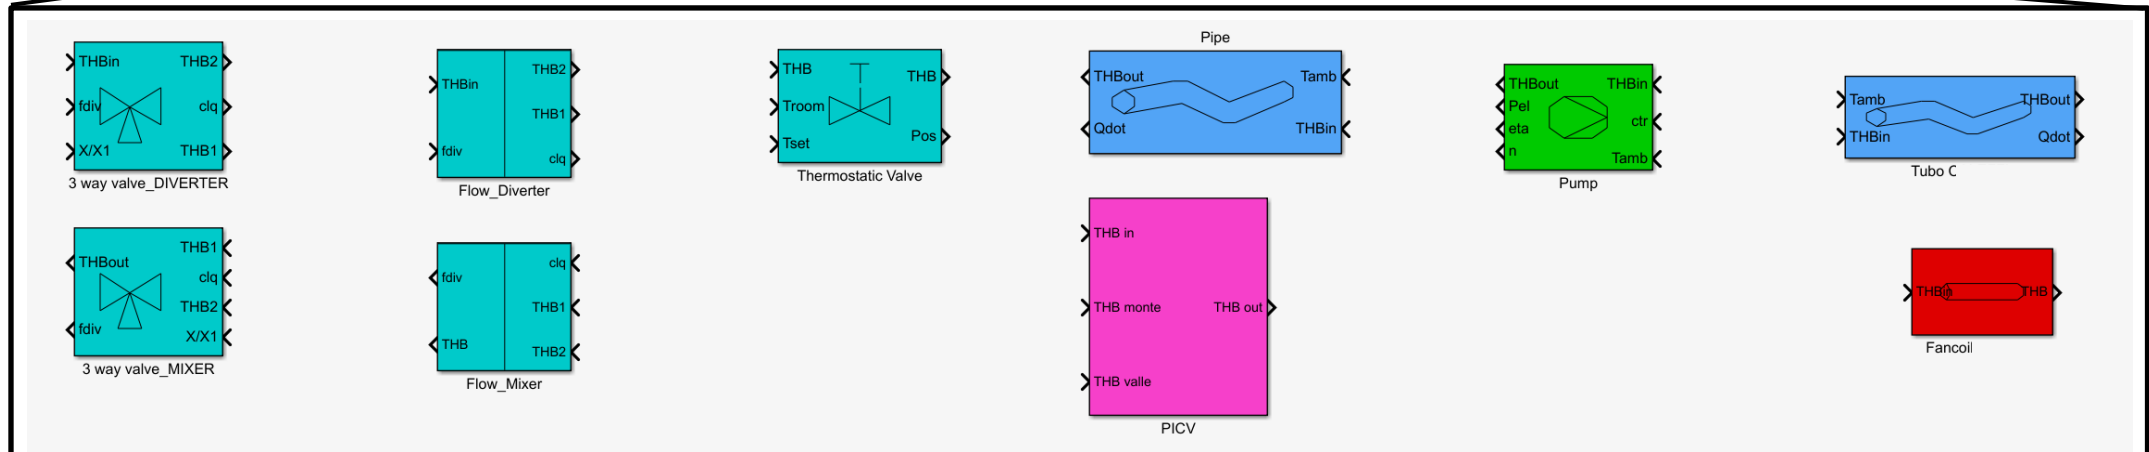 THBin THB2
fdiv clq
X/X1 THB1
3 way valve_DIVERTER
THBin THB2
THB1
fdiv clq
Flow_Diverter
THB THB
Troom
Tset Pos
Thermostatic Valve
Pipe
THBout Tamb
Qdot THBin
THBout THBin
Pel ctr
eta
n Tamb
Pump
Tamb THBout
THBin Qdot
Tubo C
THBout THB1
clq
THB2
fdiv X/X1
3 way valve_MIXER
fdiv clq
THB1
THB THB2
Flow_Mixer
THB in
THB monte THB out
THB valle
PICV
THBin THB
Fancoil